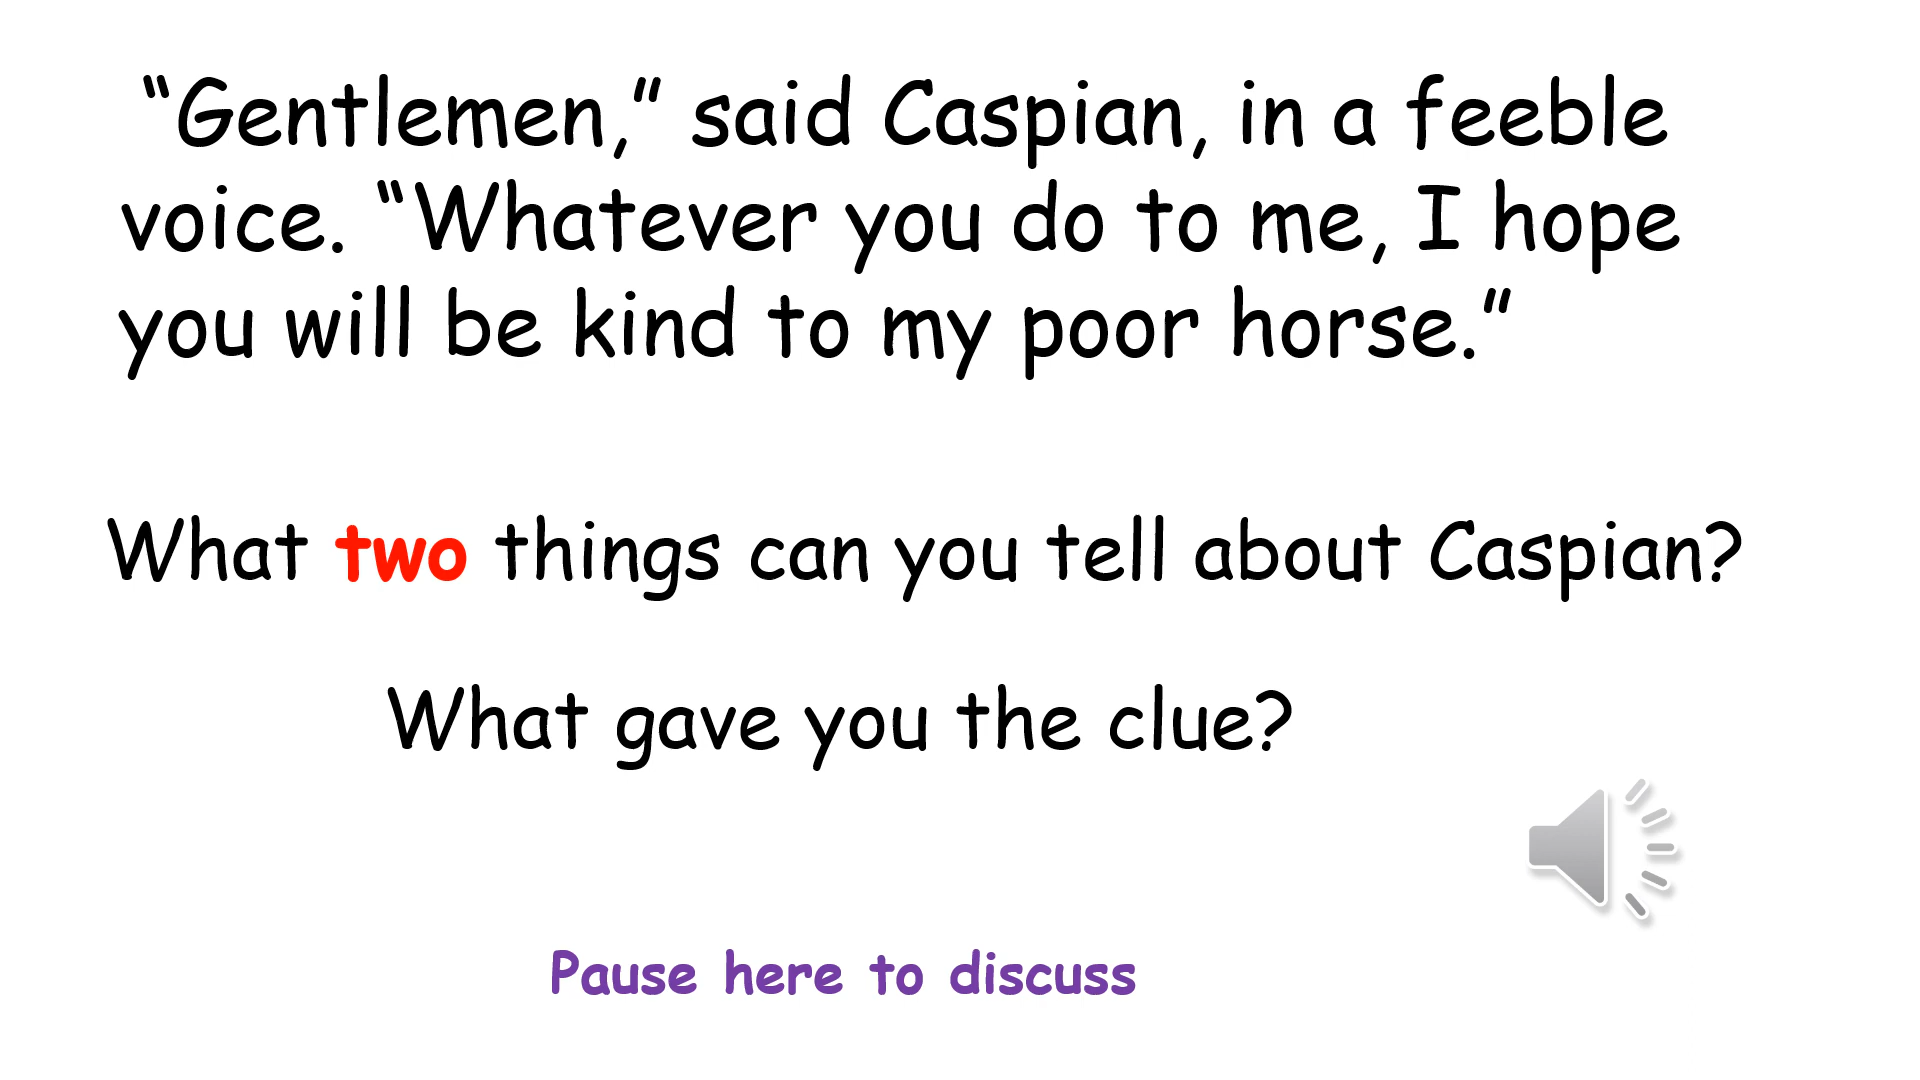 “Gentlemen,” said Caspian, in a feeble
voice. “Whatever you do to me, I hope
you will be kind to my poor horse.”
What two things can you tell about Caspian?
What gave you the clue?
Pause here to discuss